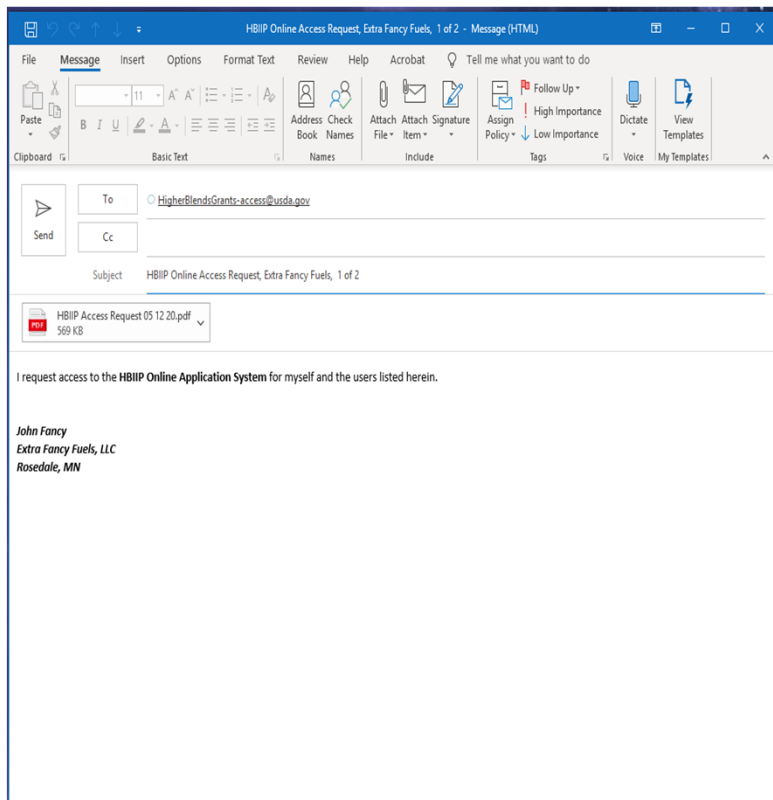 HBIIP Online Access Request, Extra Fancy Fuels, 1 of 2 - Message (HTML)
File Message Insert Options Format Text Review Help Acrobat Tell me what you want to do
Paste
Clipboard
11 A A A
B I U A
Basic Text
Address Book
Check Names
Names
Attach File
Attach Item
Signature
Include
Assign Policy
Follow Up
High Importance
Low Importance
Tags
Dictate
Voice
View Templates
My Templates
Send
To HigherBlendsGrants-access@usda.gov
Cc
Subject HBIIP Online Access Request, Extra Fancy Fuels, 1 of 2
PDF
HBIIP Access Request 05 12 20.pdf
569 KB
I request access to the HBIIP Online Application System for myself and the users listed herein.
John Fancy
Extra Fancy Fuels, LLC
Rosedale, MN